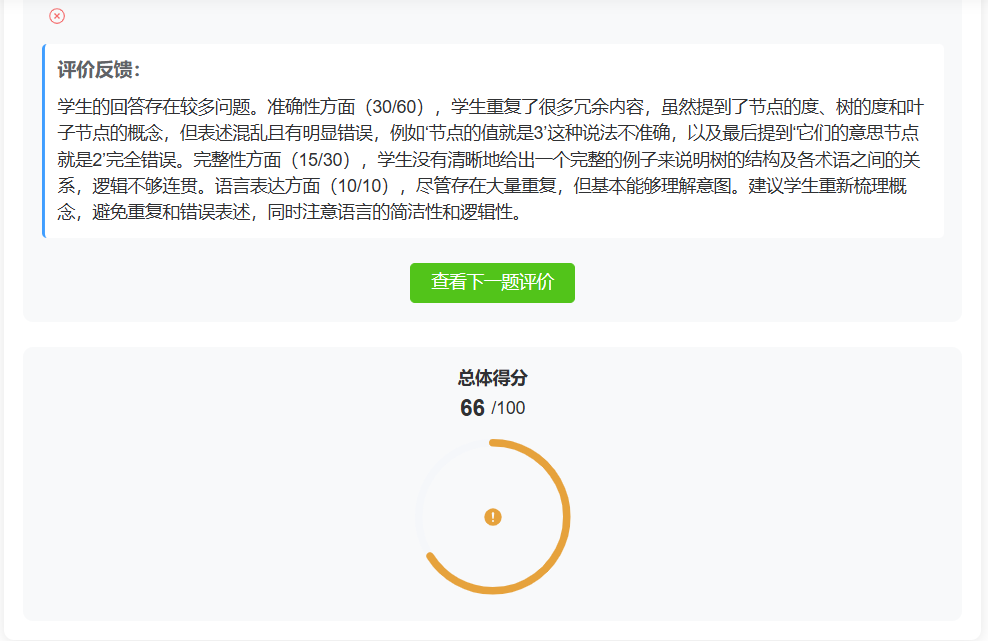 评价反馈：
学生的回答存在较多问题。准确性方面（30/60），学生重复了很多冗余内容，虽然提到了节点的度、树的度和叶
子节点的概念，但表述混乱且有明显错误，例如'节点的值就是3'这种说法不准确，以及最后提到'它们的意思节点
就是2'完全错误。完整性方面（15/30），学生没有清晰地给出一个完整的例子来说明树的结构及各术语之间的关
系，逻辑不够连贯。语言表达方面（10/10），尽管存在大量重复，但基本能够理解意图。建议学生重新梳理概
念，避免重复和错误表述，同时注意语言的简洁性和逻辑性。
查看下一题评价
总体得分
66 /100